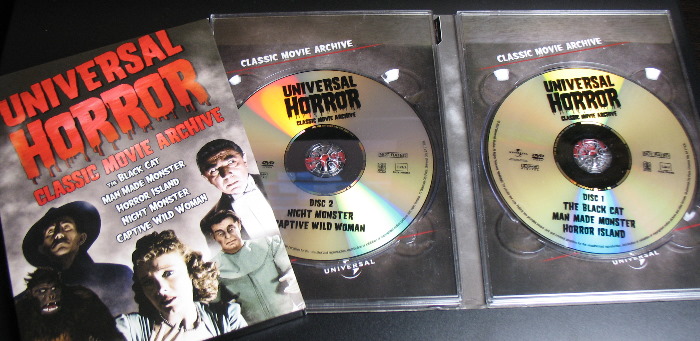 UNIVERSAL
HORROR
CLASSIC MOVIE ARCHIVE
THE BLACK CAT
MAN MADE MONSTER
HORROR ISLAND
NIGHT MONSTER
CAPTIVE WILD WOMAN
CLASSIC MOVIE ARCHIVE
UNIVERSAL
HORROR
CLASSIC MOVIE ARCHIVE
DISC 2
NIGHT MONSTER
CAPTIVE WILD WOMAN
UNIVERSAL
CLASSIC MOVIE ARCHIVE
UNIVERSAL
HORROR
CLASSIC MOVIE ARCHIVE
DISC 1
THE BLACK CAT
MAN MADE MONSTER
HORROR ISLAND